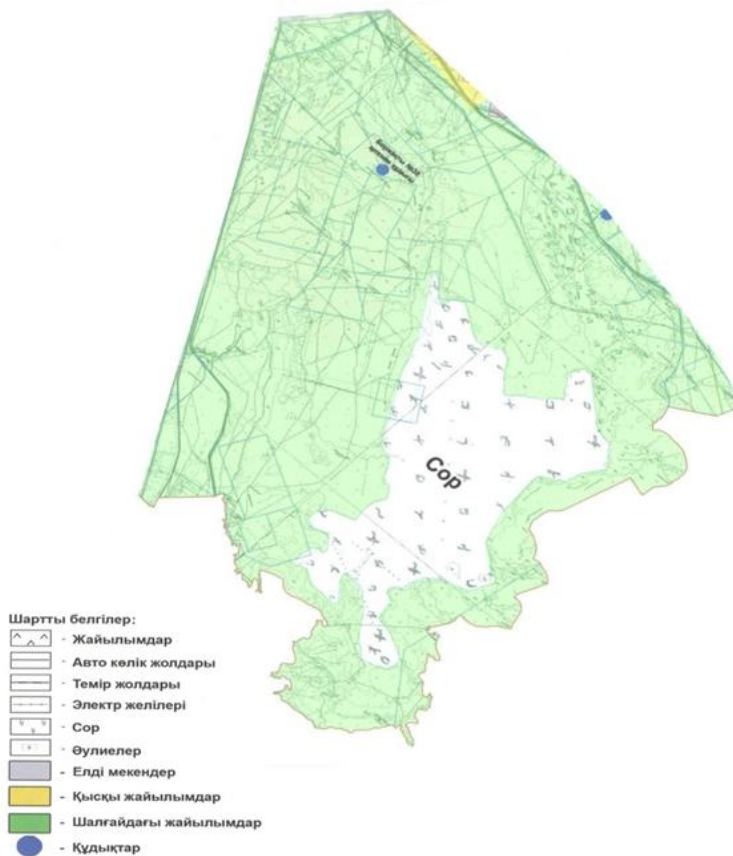 Сор
Шартты белгілер:
- Жайылымдар
- Авто көлік жолдары
- Темір жолдары
- Электр желілері
- Сор
- Әулиелер
- Елді мекендер
- Қысқы жайылымдар
- Шалғайдағы жайылымдар
- Құдықтар